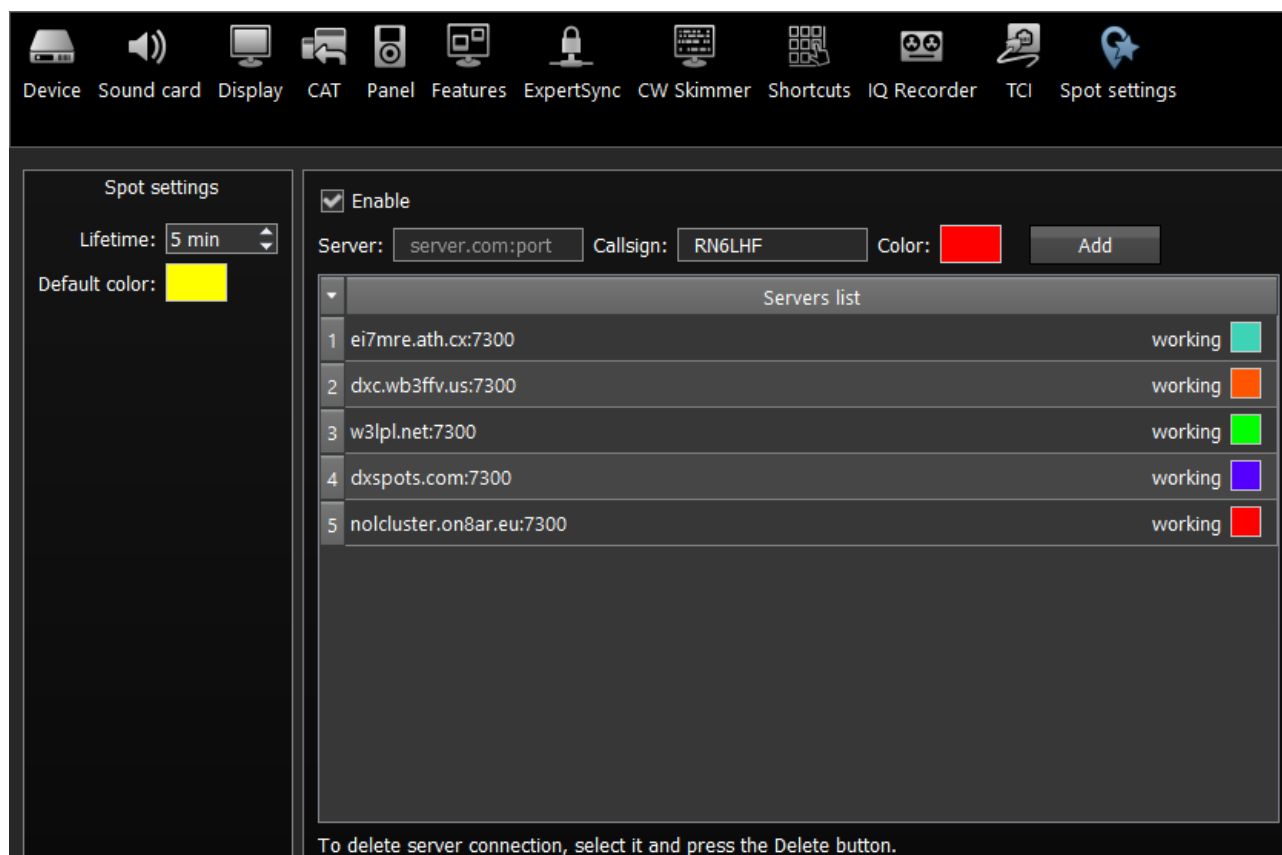 Device Sound card Display CAT Panel Features ExpertSync CW Skimmer Shortcuts IQ Recorder TCI Spot settings
Spot settings
Lifetime: 5 min
Default color:
Enable
Server: server.com:port Callsign: RN6LHF Color: Add
Servers list
1 ei7mre.ath.cx:7300 working
2 dxc.wb3ffv.us:7300 working
3 w3lpl.net:7300 working
4 dxspots.com:7300 working
5 nolcluster.on8ar.eu:7300 working
To delete server connection, select it and press the Delete button.